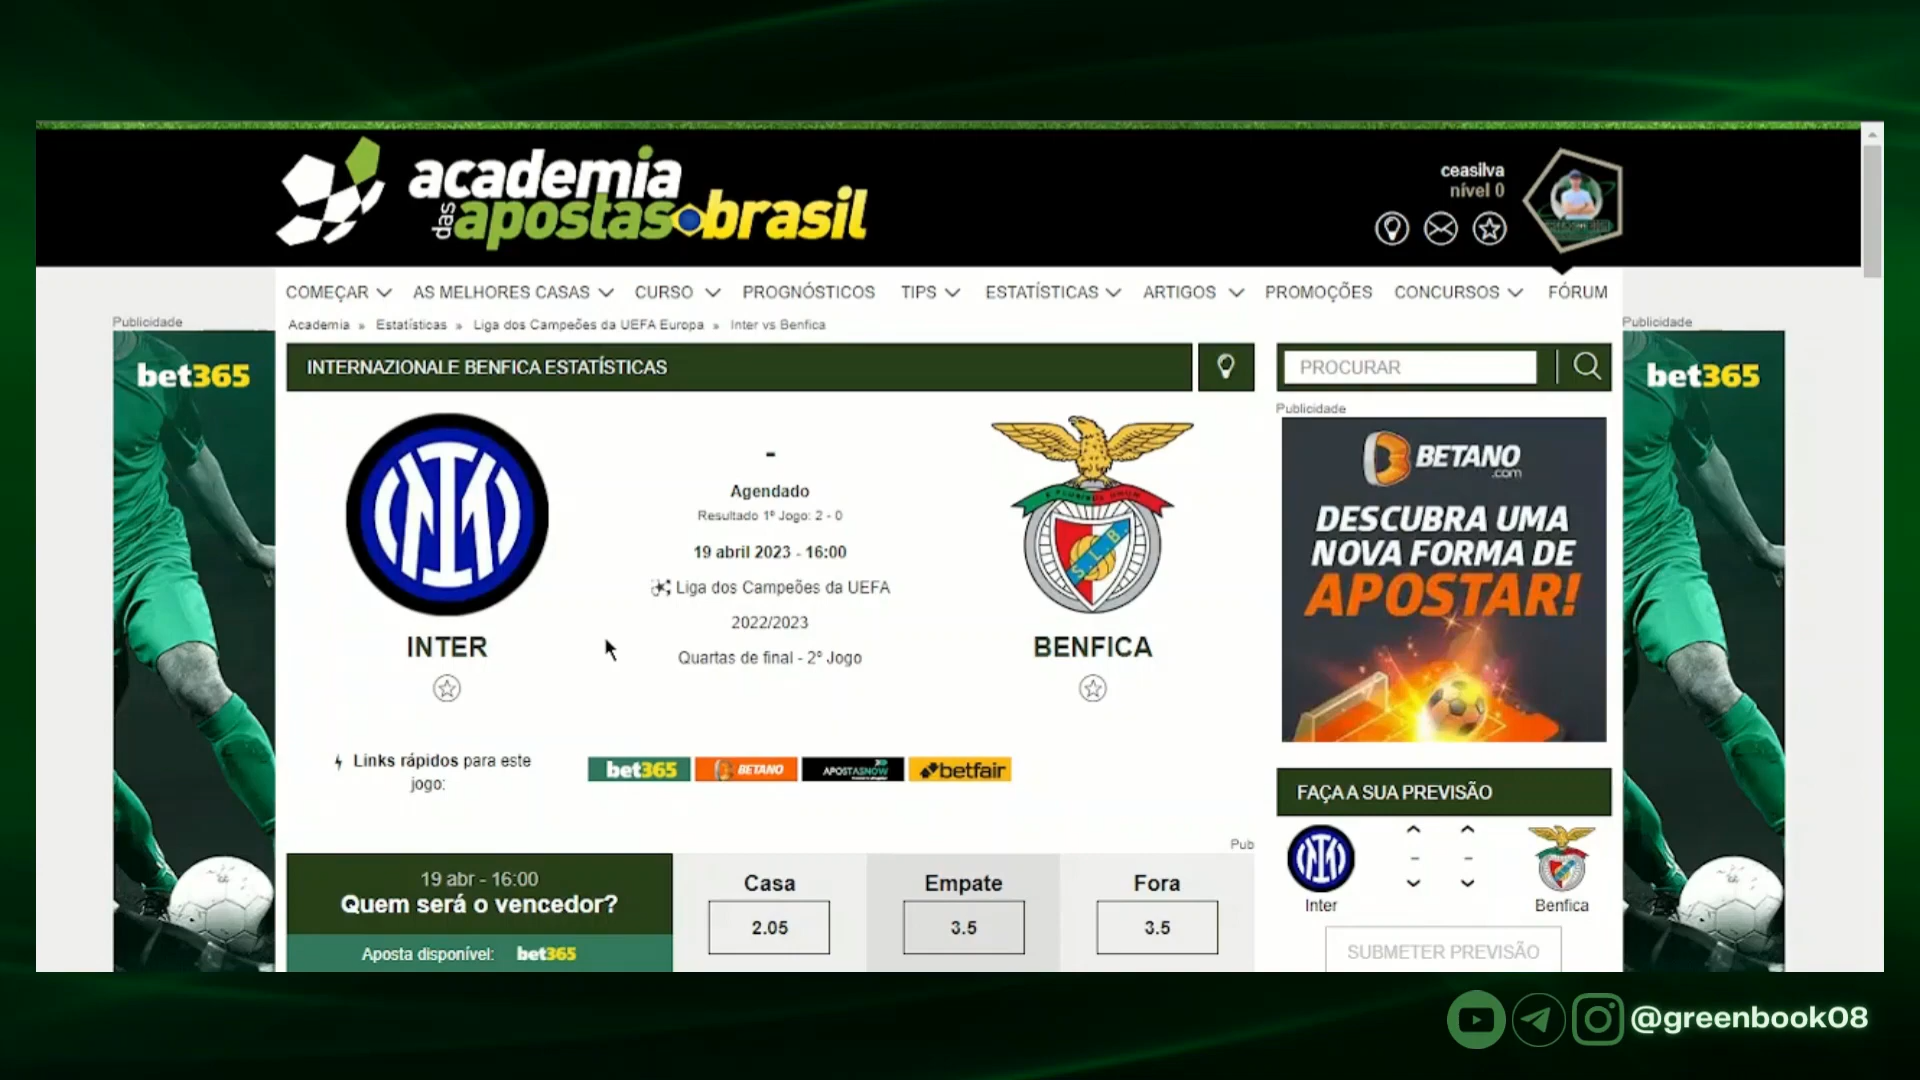 academia
das apostas brasil
ceasilva
nível 0
COMEÇAR AS MELHORES CASAS CURSO PROGNÓSTICOS TIPS ESTATÍSTICAS ARTIGOS PROMOÇÕES CONCURSOS FÓRUM
Academia » Estatísticas » Liga dos Campeões da UEFA Europa » Inter vs Benfica
Publicidade
bet365
INTERNAZIONALE BENFICA ESTATÍSTICAS
-
Agendado
Resultado 1º Jogo: 2 - 0
19 abril 2023 - 16:00
Liga dos Campeões da UEFA
2022/2023
Quartas de final - 2º Jogo
INTER
S.L.B.
BENFICA
Links rápidos para este
jogo:
bet365 BETANO APOSTASNOW betfair
Pub
19 abr - 16:00
Quem será o vencedor?
Aposta disponível: bet365
Casa Empate Fora
2.05 3.5 3.5
PROCURAR
Publicidade
BETANO
.com
DESCUBRA UMA
NOVA FORMA DE
APOSTAR!
FAÇA A SUA PREVISÃO
- -
Inter Benfica
SUBMETER PREVISÃO
Publicidade
bet365
@greenbook08